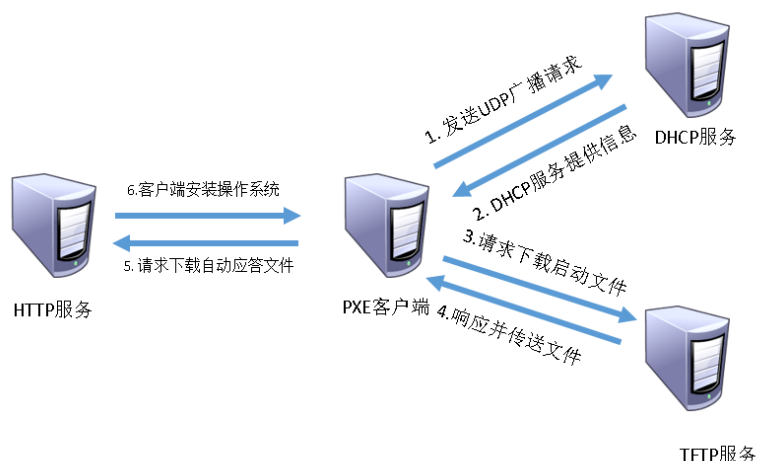 1. 发送UDP广播请求
DHCP服务
2. DHCP服务提供信息
6.客户端安装操作系统
5. 请求下载自动应答文件
HTTP服务
PXE客户端
3.请求下载启动文件
4.响应并传送文件
TFTP服务